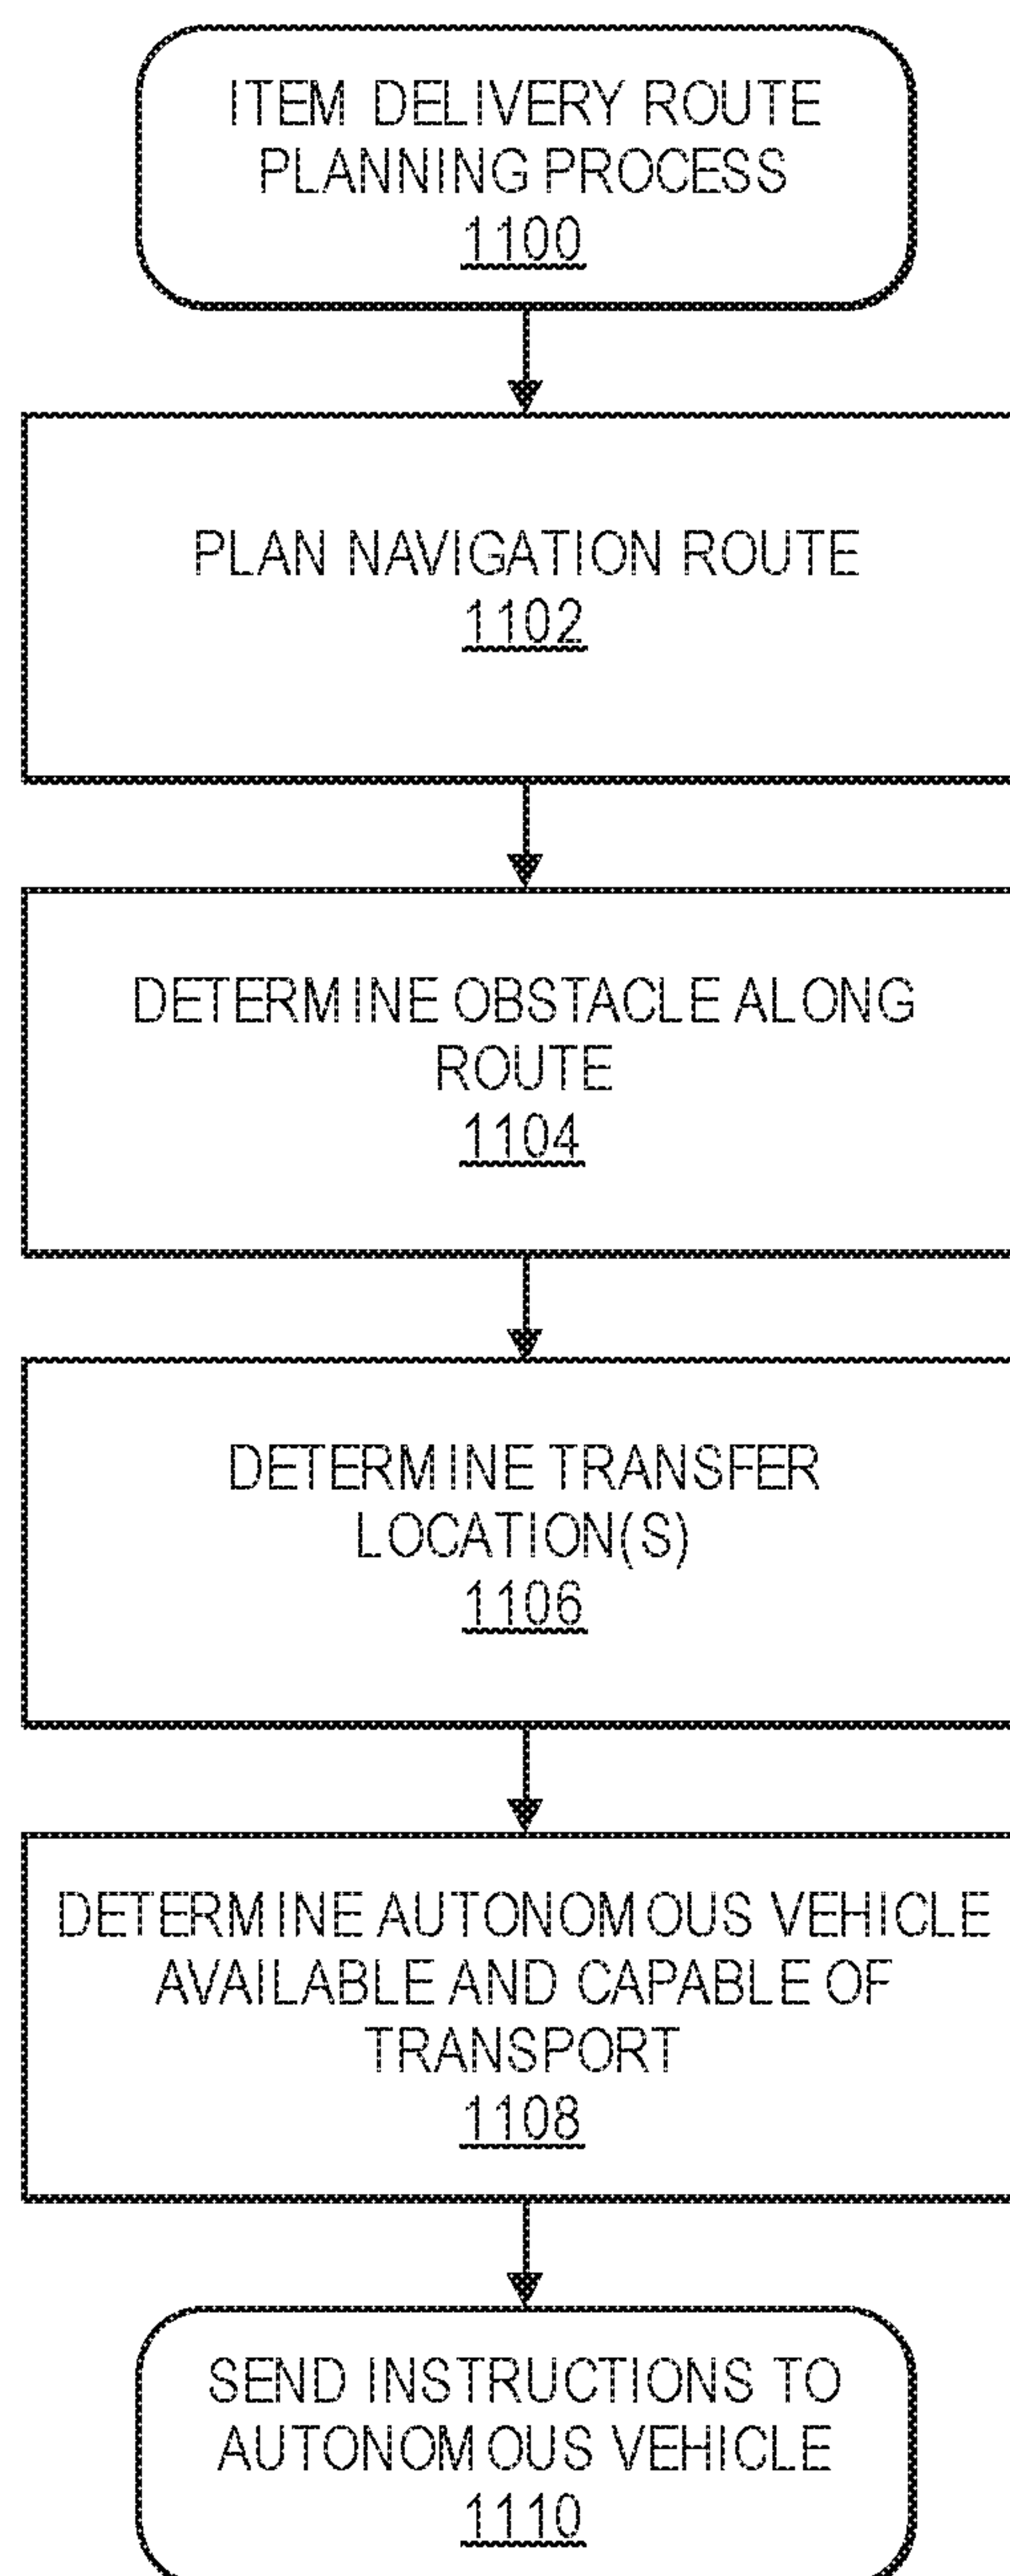 ITEM DELIVERY ROUTE
PLANNING PROCESS
1100
PLAN NAVIGATION ROUTE
1102
DETERMINE OBSTACLE ALONG
ROUTE
1104
DETERMINE TRANSFER
LOCATION(S)
1106
DETERMINE AUTONOMOUS VEHICLE
AVAILABLE AND CAPABLE OF
TRANSPORT
1108
SEND INSTRUCTIONS TO
AUTONOMOUS VEHICLE
1110